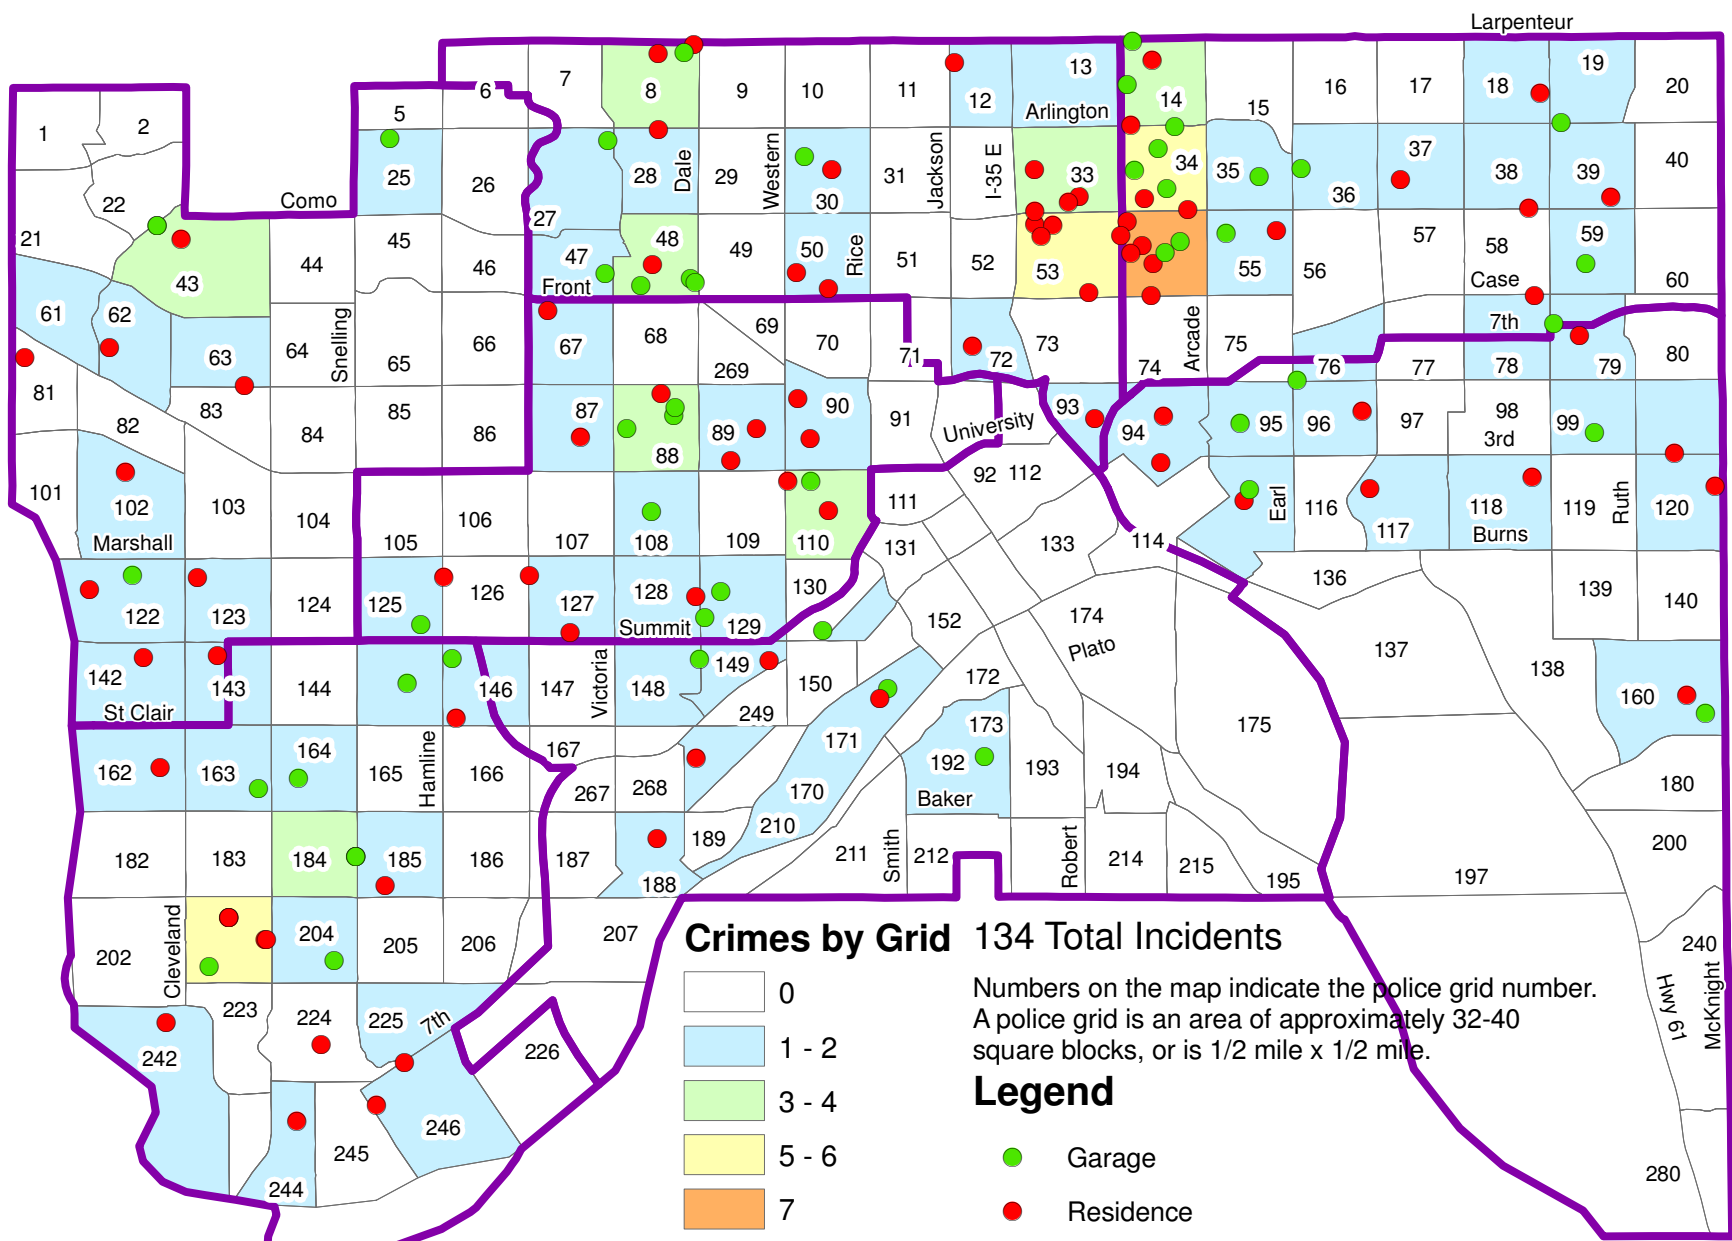 Larpenteur
1 2 5 6 7 8 9 10 11 12 13 14 15 16 17 18 19 20
Arlington
21 22 25 26 27 28 29 30 31 33 34 35 36 37 38 39 40
Como
Dale
Western
Jackson
I-35 E
43 44 45 46 47 48 49 50 51 52 53 55 56 57 58 59 60
Front
Rice
Case
61 62 63 64 65 66 67 68 69 70 71 72 73 74 75 76 77 78 79 80
Snelling
269
Arcade
7th
81 82 83 84 85 86 87 88 89 90 91 92 93 94 95 96 97 98 99
University
3rd
101 102 103 104 105 106 107 108 109 110 111 112 114 116 117 118 119 120
Marshall
Earl
Burns
Ruth
122 123 124 125 126 127 128 129 130 131 133 136 137 138 139 140
Summit
142 143 144 146 147 148 149 150 152 160
St Clair
Victoria
249
Plato
162 163 164 165 166 167 267 268 170 171 172 173 174 175 180
Hamline
182 183 184 185 186 187 188 189 192 193 194 195 197 200
Baker
Smith
Robert
202 204 205 206 207 210 211 212 214 215
Cleveland
223 224 225 226 240
7th
Hwy 61
McKnight
242 244 245 246 280
Crimes by Grid
0
1 - 2
3 - 4
5 - 6
7
134 Total Incidents
Numbers on the map indicate the police grid number.
A police grid is an area of approximately 32-40
square blocks, or is 1/2 mile x 1/2 mile.
Legend
Garage
Residence